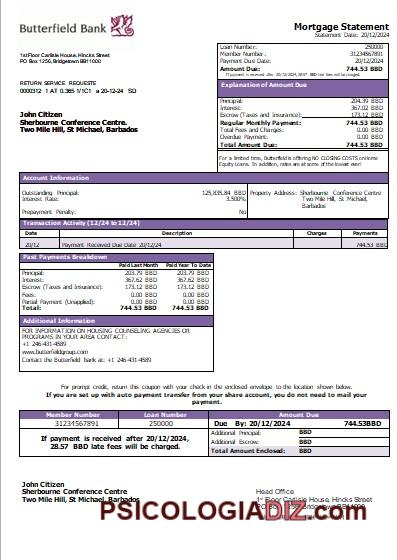 Butterfield Bank
Mortgage Statement
Statement Date: 20/12/2024
1st Floor Carlisle House, Hincks Street
PO Box 1256, Bridgetown BB11000
Loan Number: 250000
Member Number: 31234567891
Payment Due Date: 20/12/2024
Amount Due: 744.53 BBD
If payment is received after 20/12/2024, 28.57 BBD late fees will be charged.
RETURN SERVICE REQUESTE
0000312 1 AT 0.365 1/1C1 a 20-12-24 SQ
John Citizen
Sherbourne Conference Centre.
Two Mile Hill, St Michael, Barbados
Explanation of Amount Due
Principal: 204.39 BBD
Interest: 367.02 BBD
Escrow (Taxes and Insurance): 173.12 BBD
Regular Monthly Payment: 744.53 BBD
Total Fees and Charges: 0.00 BBD
Overdue Payment: 0.00 BBD
Total Amount Due: 744.53 BBD
For a limited time, Butterfield is offering NO CLOSING COSTS on Home
Equity Loans. In addition, rates are at some of the lowest ever!
Account Information
Outstanding Principal: 125,835.84 BBD
Interest Rate: 3.500%
Prepayment Penalty: No
Property Address: Sherbourne Conference Centre
Two Mile Hill, St Michael,
Barbados
Transaction Activity (12/24 to 12/24)
Date Description Charges Payments
20/12 Payment Received Due Date 20/12/24 744.53 BBD
Past Payments Breakdown
Paid Last Month Paid Year To Date
Principal: 203.79 BBD 203.79 BBD
Interest: 367.62 BBD 367.62 BBD
Escrow (Taxes and Insurance): 173.12 BBD 173.12 BBD
Fees: 0.00 BBD 0.00 BBD
Partial Payment (Unapplied): 0.00 BBD 0.00 BBD
Total: 744.53 BBD 744.53 BBD
Additional Information
FOR INFORMATION ON HOUSING COUNSELING AGENCIES OR
PROGRAMS IN YOUR AREA CONTACT:
+1 246-431-4589
www.butterfieldgroup.com
Contact the Butterfield bank at: +1 246-431-4589
For prompt credit, return this coupon with your check in the enclosed envelope to the location shown below.
If you are set up with auto payment transfer from your share account, you do not need to mail your
payment.
Member Number Loan Number Amount Due
31234567891 250000 Due By: 20/12/2024 744.53BBD
If payment is received after 20/12/2024,
28.57 BBD late fees will be charged.
Additional Principal: BBD
Additional Escrow: BBD
Total Amount Enclosed: BBD
John Citizen
Sherbourne Conference Centre
Two Mile Hill, St Michael, Barbados
Head Office
1st Floor Carlisle House, Hincks Street
PSICOLOGIADIZ.com